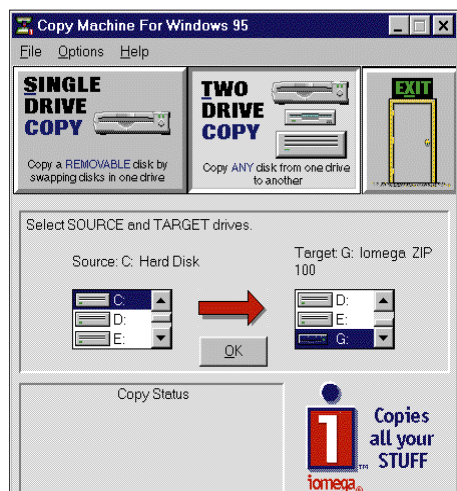 Copy Machine For Windows 95
File Options Help
SINGLE
DRIVE
COPY
Copy a REMOVABLE disk by
swapping disks in one drive
TWO
DRIVE
COPY
Copy ANY disk from one drive
to another
EXIT
Select SOURCE and TARGET drives.
Source: C: Hard Disk
Target: G: Iomega ZIP
100
C:
D:
E:
OK
D:
E:
G:
Copy Status
Copies
all your
STUFF
TM
iomega®